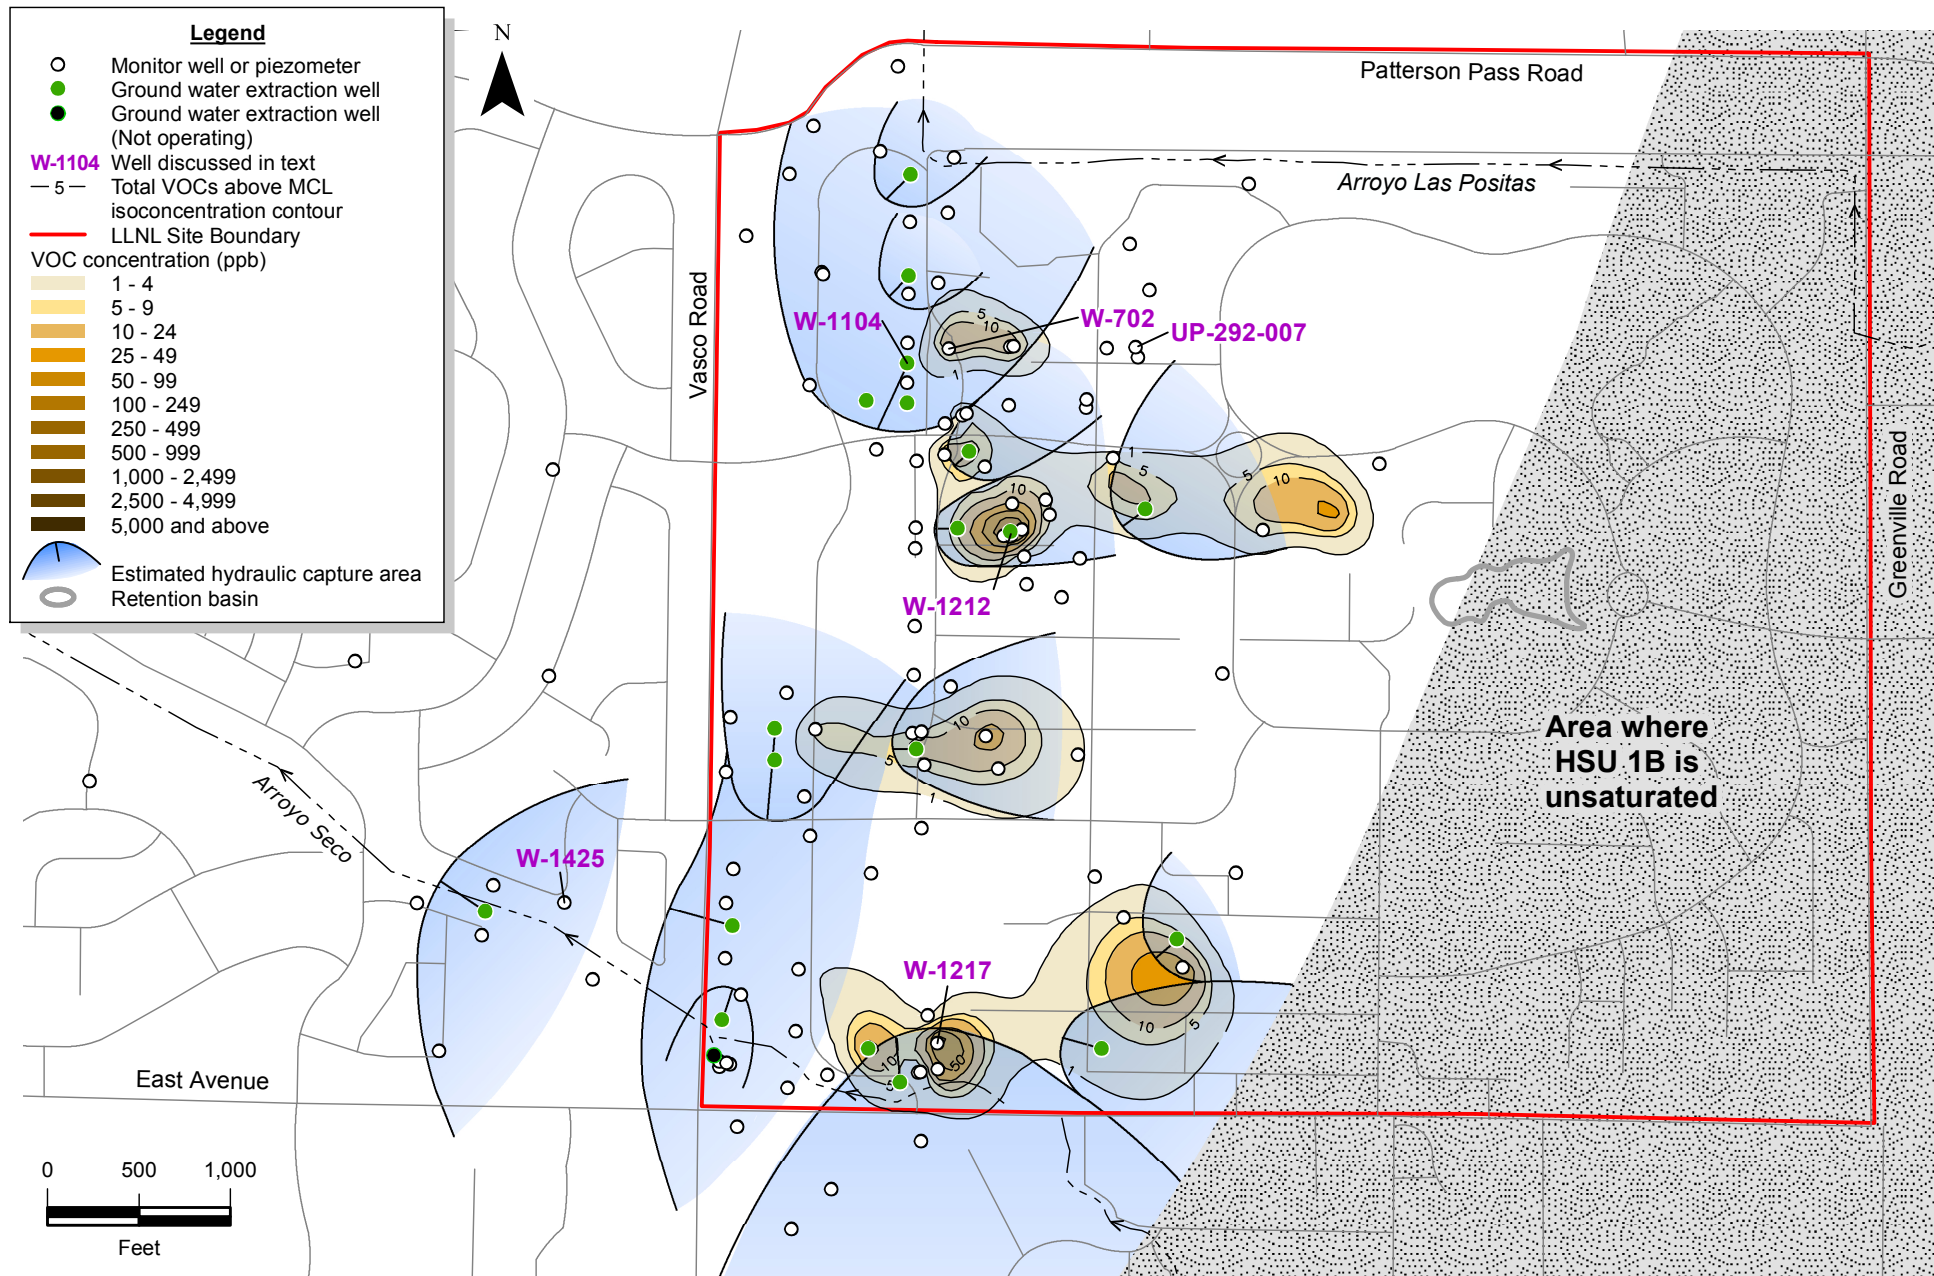 Legend
Monitor well or piezometer
Ground water extraction well
Ground water extraction well
(Not operating)
W-1104 Well discussed in text
5 Total VOCs above MCL
isoconcentration contour
LLNL Site Boundary
VOC concentration (ppb)
1 - 4
5 - 9
10 - 24
25 - 49
50 - 99
100 - 249
250 - 499
500 - 999
1,000 - 2,499
2,500 - 4,999
5,000 and above
Estimated hydraulic capture area
Retention basin
N
Patterson Pass Road
Arroyo Las Positas
Vasco Road
W-1104
5
10
1
W-702
UP-292-007
Greenville Road
1
5
5
10
10
W-1212
10
5
1
Area where
HSU 1B is
unsaturated
Arroyo Seco
W-1425
W-1217
10
5
10
5
50
1
East Avenue
0 500 1,000
Feet